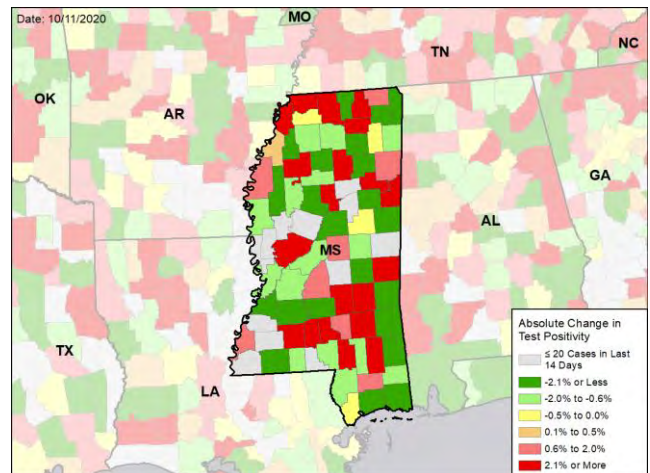 Date: 10/11/2020
MO
TN
NC
OK
AR
GA
AL
MS
TX
LA
Absolute Change in
Test Positivity
≤ 20 Cases in Last
14 Days
-2.1% or Less
-2.0% to -0.6%
-0.5% to 0.0%
0.1% to 0.5%
0.6% to 2.0%
2.1% or More